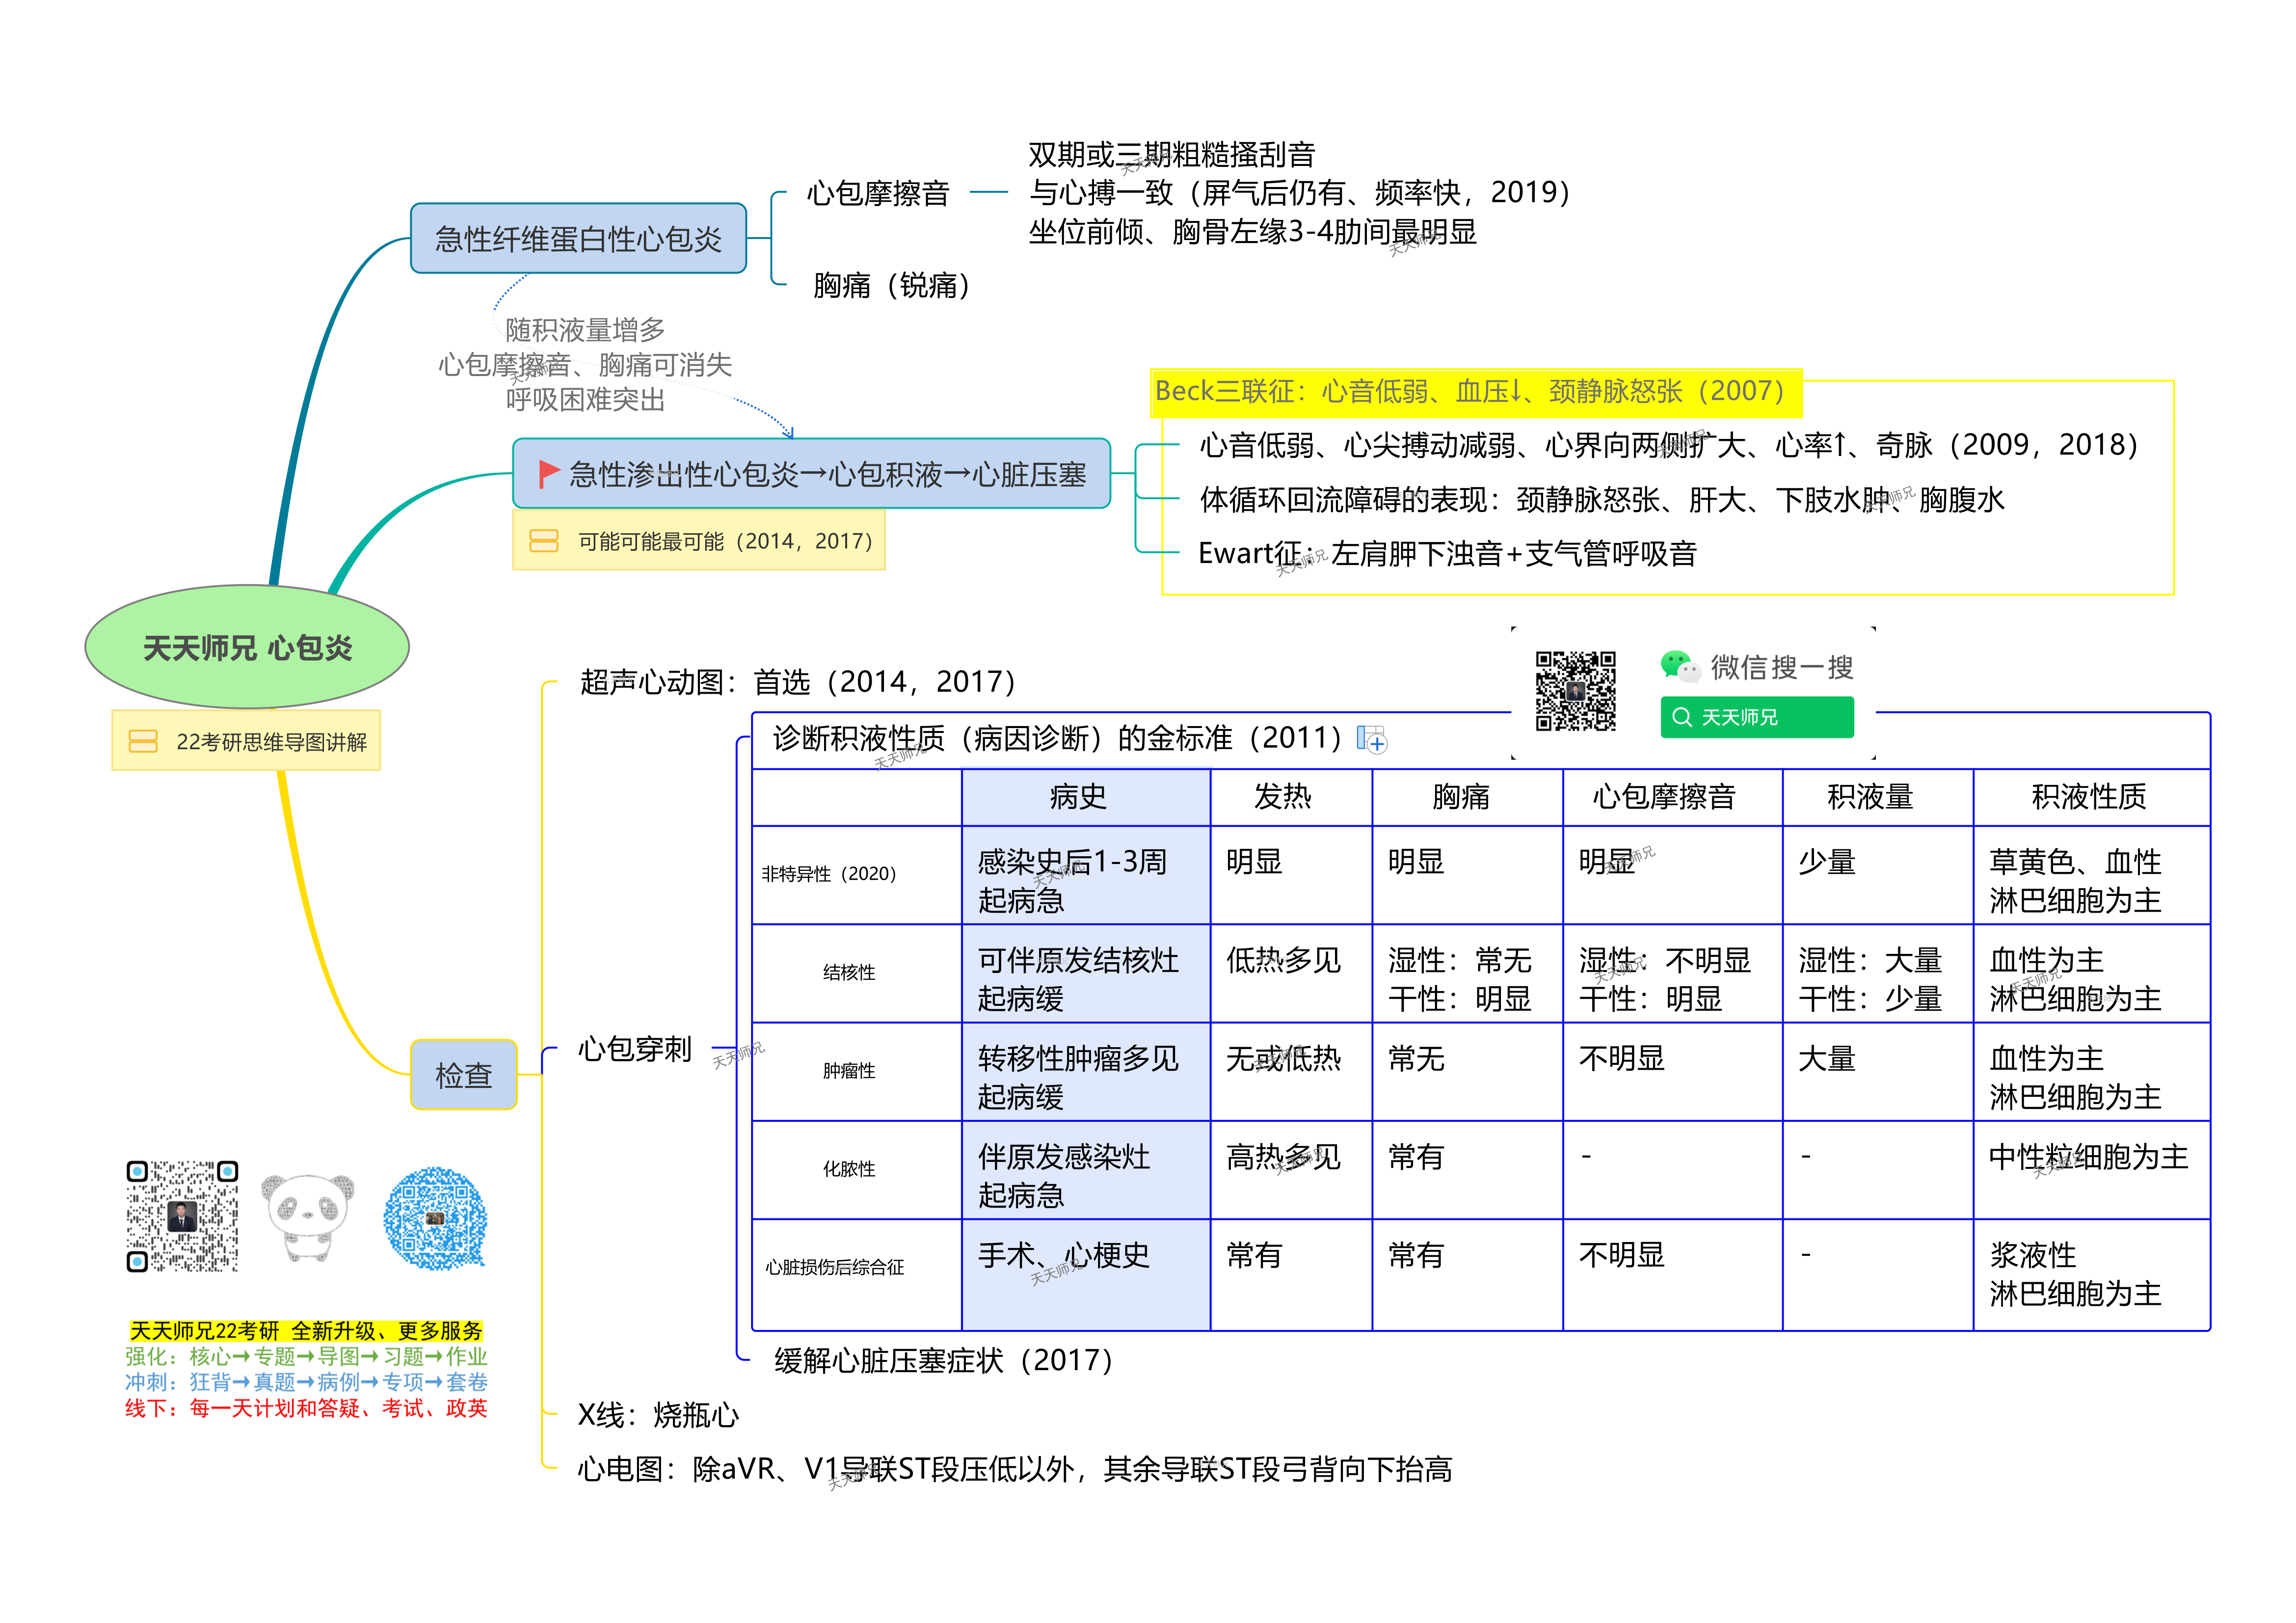 双期或三期粗糙搔刮音
心包摩擦音
与心搏一致（屏气后仍有、频率快，2019）
坐位前倾、胸骨左缘3-4肋间最明显
急性纤维蛋白性心包炎
胸痛（锐痛）
随积液量增多
心包摩擦音、胸痛可消失
呼吸困难突出
Beck三联征：心音低弱、血压↓、颈静脉怒张（2007）
心音低弱、心尖搏动减弱、心界向两侧扩大、心率↑、奇脉（2009，2018）
急性渗出性心包炎→心包积液→心脏压塞
体循环回流障碍的表现：颈静脉怒张、肝大、下肢水肿、胸腹水
可能可能最可能（2014，2017）
Ewart征：左肩胛下浊音+支气管呼吸音
天天师兄 心包炎
22考研思维导图讲解
超声心动图：首选（2014，2017）
微信搜一搜
天天师兄
诊断积液性质（病因诊断）的金标准（2011）
病史 发热 胸痛 心包摩擦音 积液量 积液性质
非特异性（2020） 感染史后1-3周 明显 明显 明显 少量 草黄色、血性
起病急 淋巴细胞为主
结核性 可伴原发结核灶 低热多见 湿性：常无 湿性：不明显 湿性：大量 血性为主
起病缓 干性：明显 干性：明显 干性：少量 淋巴细胞为主
心包穿刺
肿瘤性 转移性肿瘤多见 无或低热 常无 不明显 大量 血性为主
起病缓 淋巴细胞为主
检查
化脓性 伴原发感染灶 高热多见 常有 - - 中性粒细胞为主
起病急
心脏损伤后综合征 手术、心梗史 常有 常有 不明显 - 浆液性
淋巴细胞为主
缓解心脏压塞症状（2017）
X线：烧瓶心
心电图：除aVR、V1导联ST段压低以外，其余导联ST段弓背向下抬高
天天师兄22考研 全新升级、更多服务
强化：核心→专题→导图→习题→作业
冲刺：狂背→真题→病例→专项→套卷
线下：每一天计划和答疑、考试、政英